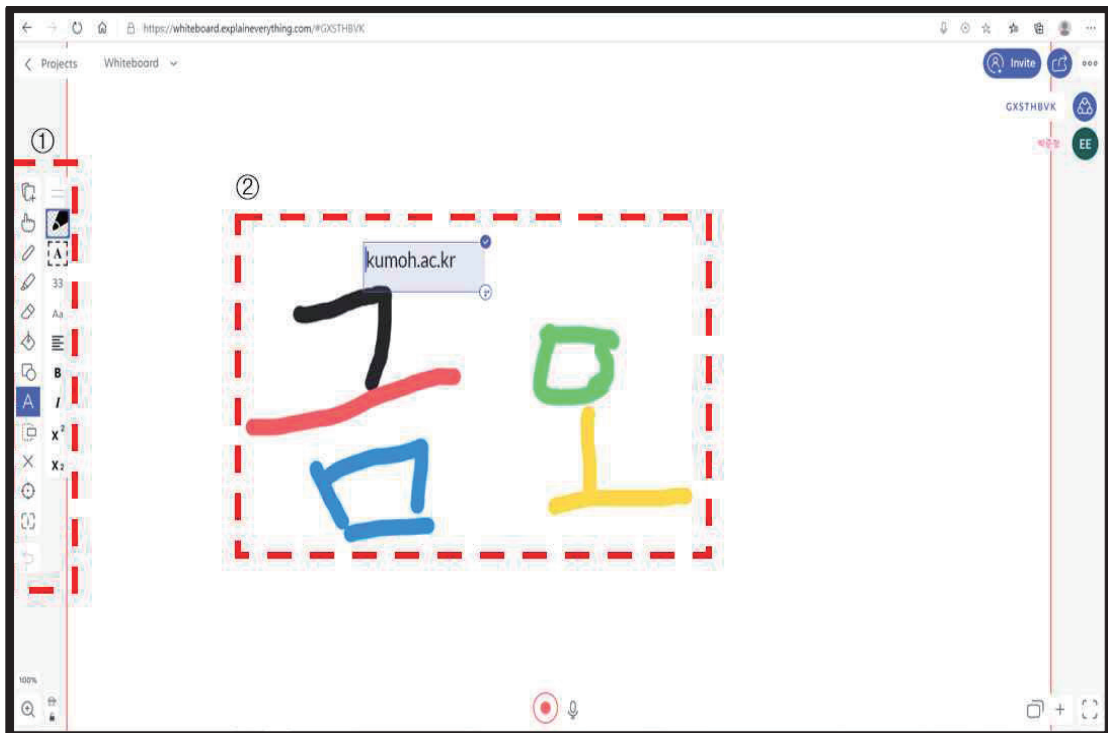 https://whiteboard.explaineverything.com/#GXSTHBVK
Projects Whiteboard
Invite
GXSTHBVK
EE
①
②
A
33
Aa
B
A I
x²
x₂
kumoh.ac.kr
금모
100%